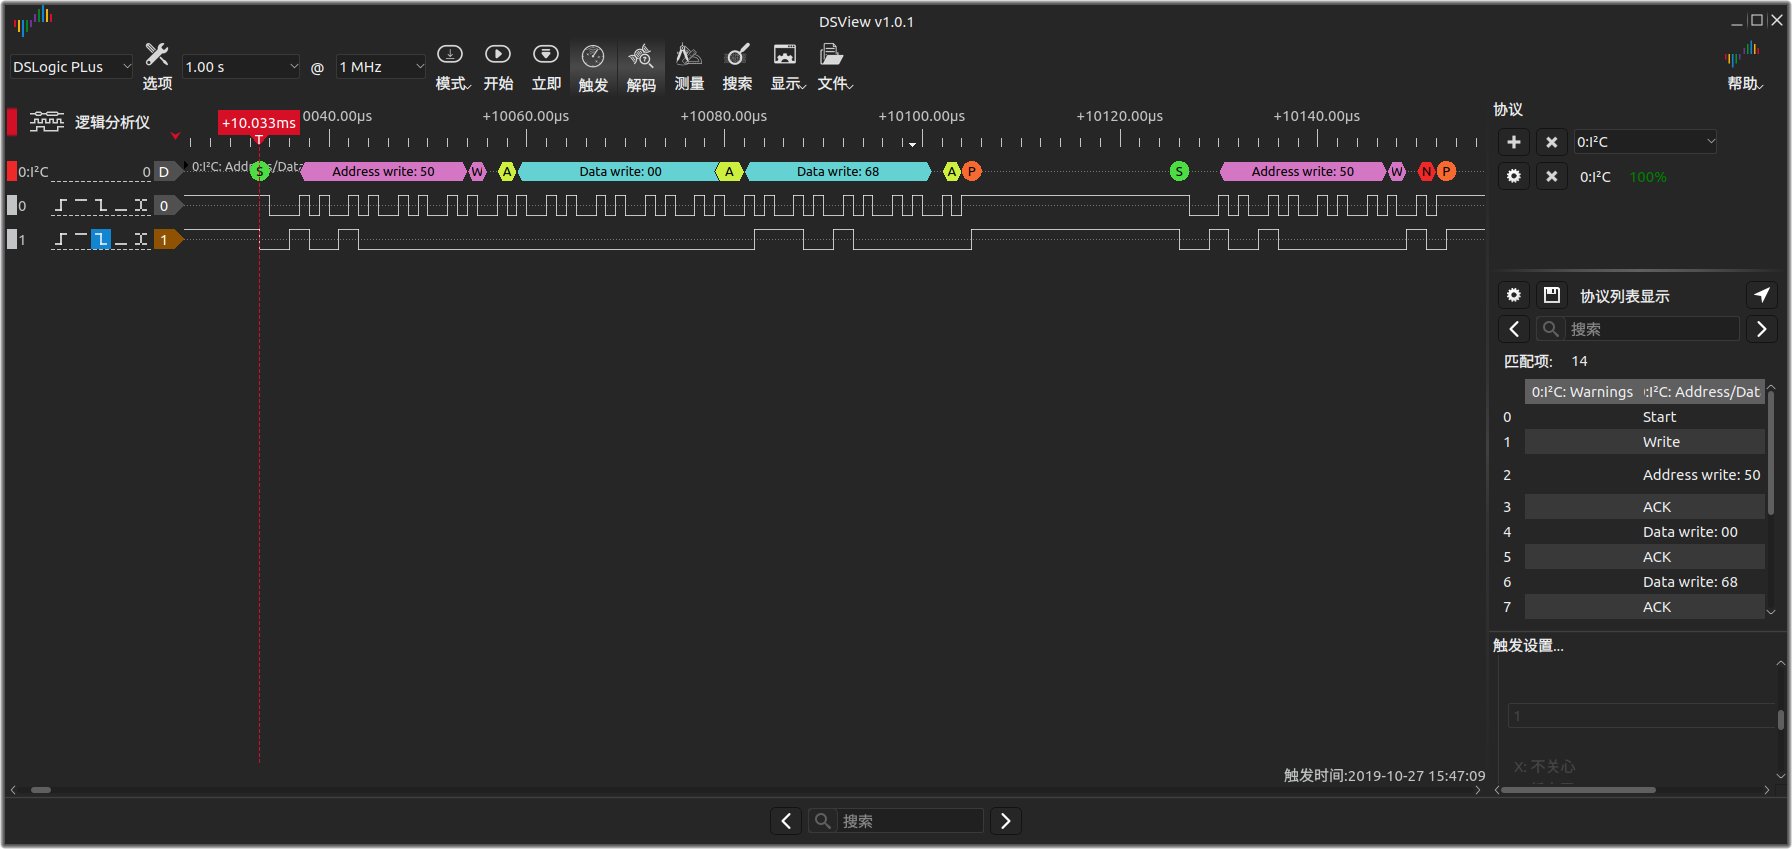 DSView v1.0.1
DSLogic PLus
选项
1.00 s
@
1 MHz
模式
开始
立即
触发
解码
测量
搜索
显示
文件
帮助
逻辑分析仪
+10.033ms
T
0040.00µs
+10060.00µs
+10080.00µs
+10100.00µs
+10120.00µs
+10140.00µs
0:I²C
0
D
0:I²C: Address/Data
S
Address write: 50
W
A
Data write: 00
A
Data write: 68
A
P
S
Address write: 50
W
N
P
0
0
1
1
协议
0:I²C
0:I²C
100%
协议列表显示
搜索
匹配项:
14
0:I²C: Warnings
:I²C: Address/Dat
0
Start
1
Write
2
Address write: 50
3
ACK
4
Data write: 00
5
ACK
6
Data write: 68
7
ACK
触发设置...
1
X: 不关心
触发时间:2019-10-27 15:47:09
搜索